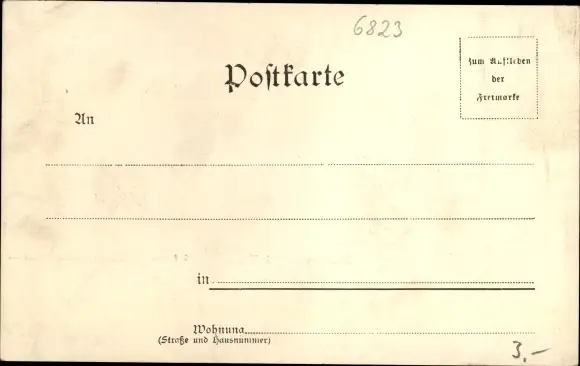 6823
Postkarte
Zum Aufkleben
der
Freimarke
An
in
Wohnung
(Straße und Hausnummer)
3.-